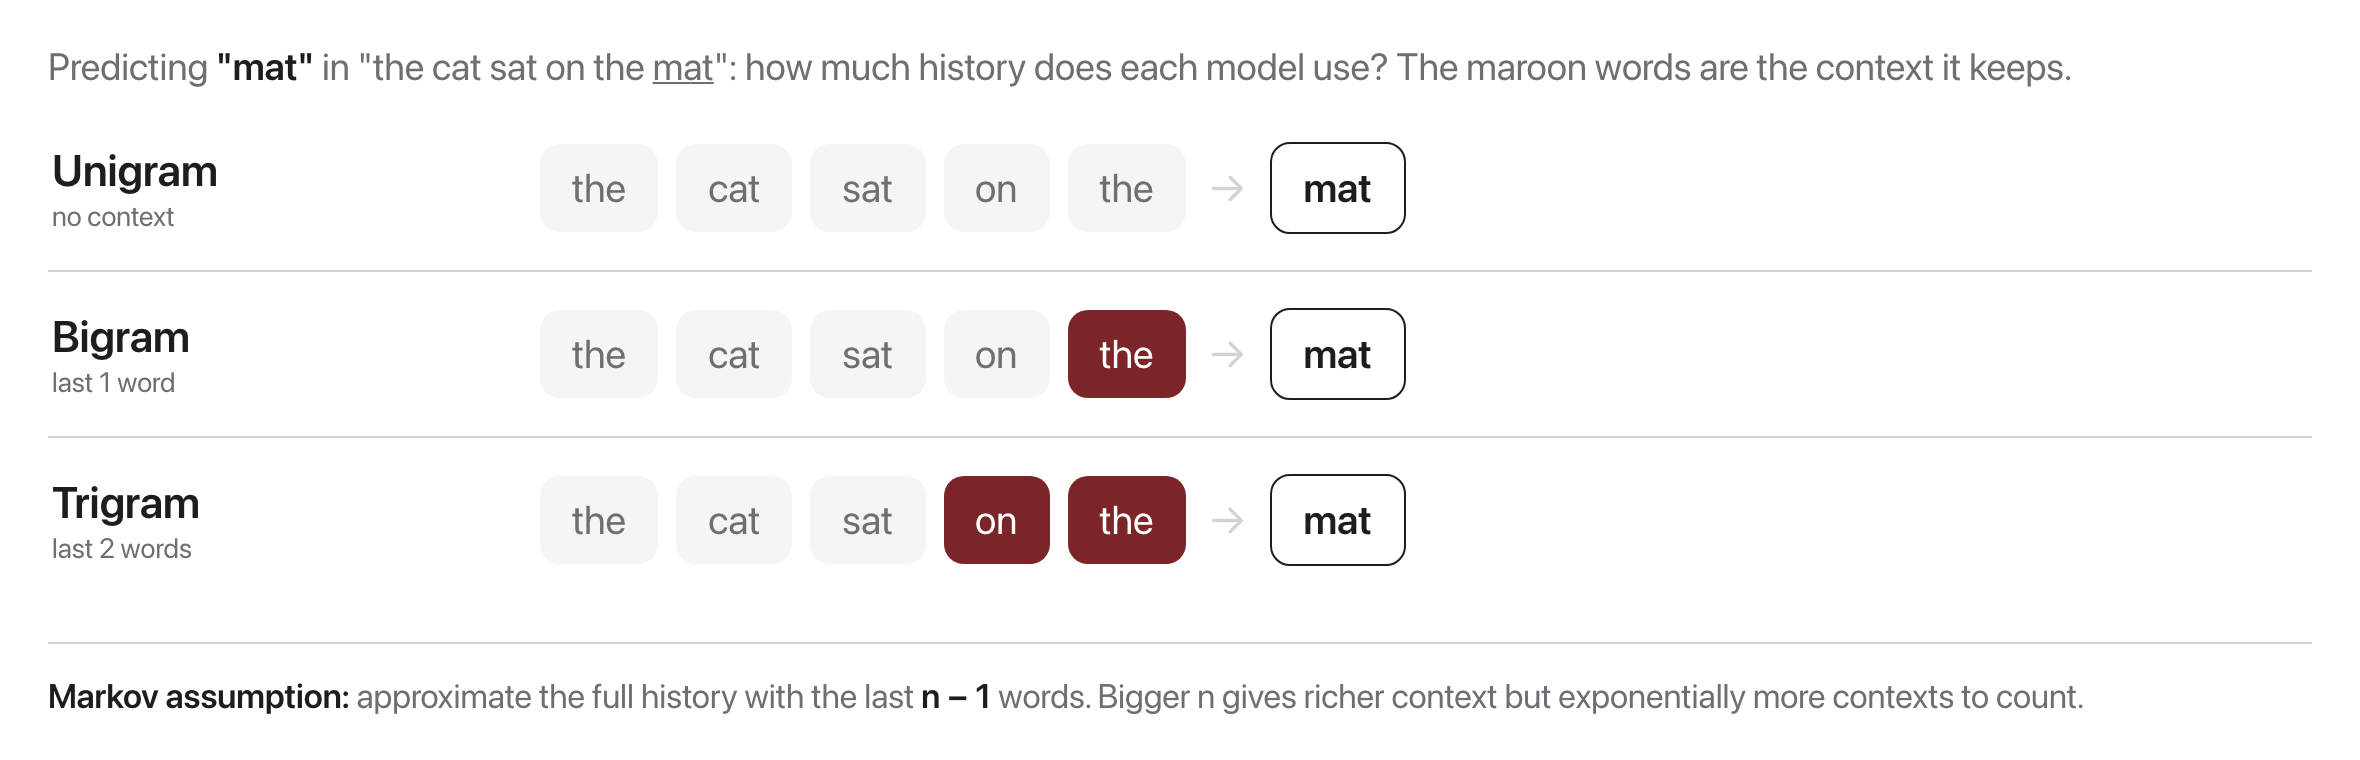 Predicting "mat" in "the cat sat on the mat": how much history does each model use? The maroon words are the context it keeps.
Unigram
no context
the cat sat on the → mat
Bigram
last 1 word
the cat sat on the → mat
Trigram
last 2 words
the cat sat on the → mat
Markov assumption: approximate the full history with the last n – 1 words. Bigger n gives richer context but exponentially more contexts to count.